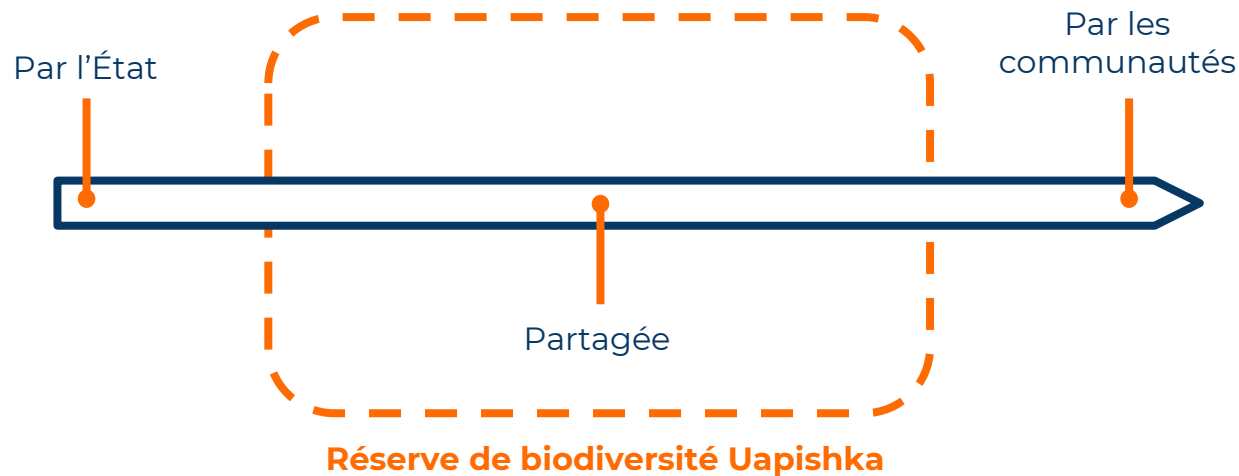 Par l’État
Par les
communautés
Partagée
Réserve de biodiversité Uapishka